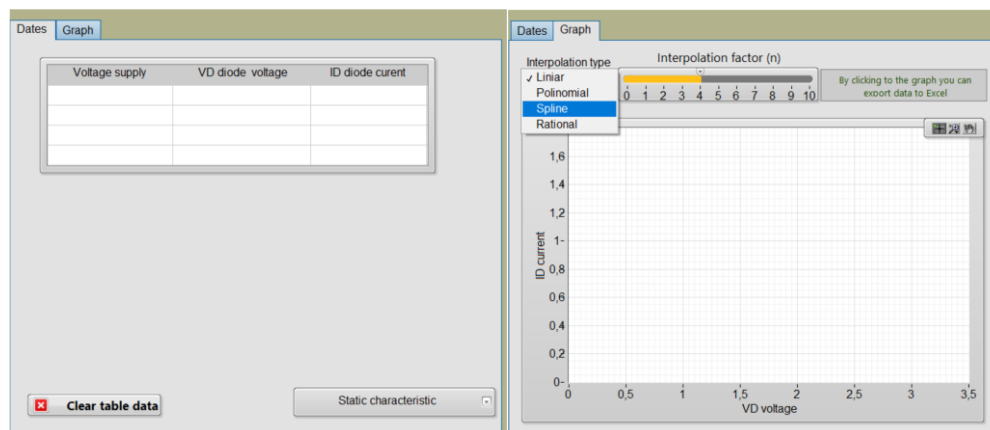 Dates Graph
Voltage supply VD diode voltage ID diode curent
Clear table data
Static characteristic
Dates Graph
Interpolation type
✓ Liniar
Polinomial
Spline
Rational
Interpolation factor (n)
0 1 2 3 4 5 6 7 8 9 10
By clicking to the graph you can
export data to Excel
1,6
1,4
1,2
1-
0,8
0,6
0,4
0,2
0-
ID current
0 0,5 1 1,5 2 2,5 3 3,5
VD voltage